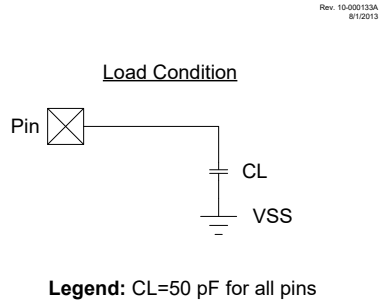 Rev. 10-000133A
8/1/2013
Load Condition
Pin
CL
VSS
Legend: CL=50 pF for all pins